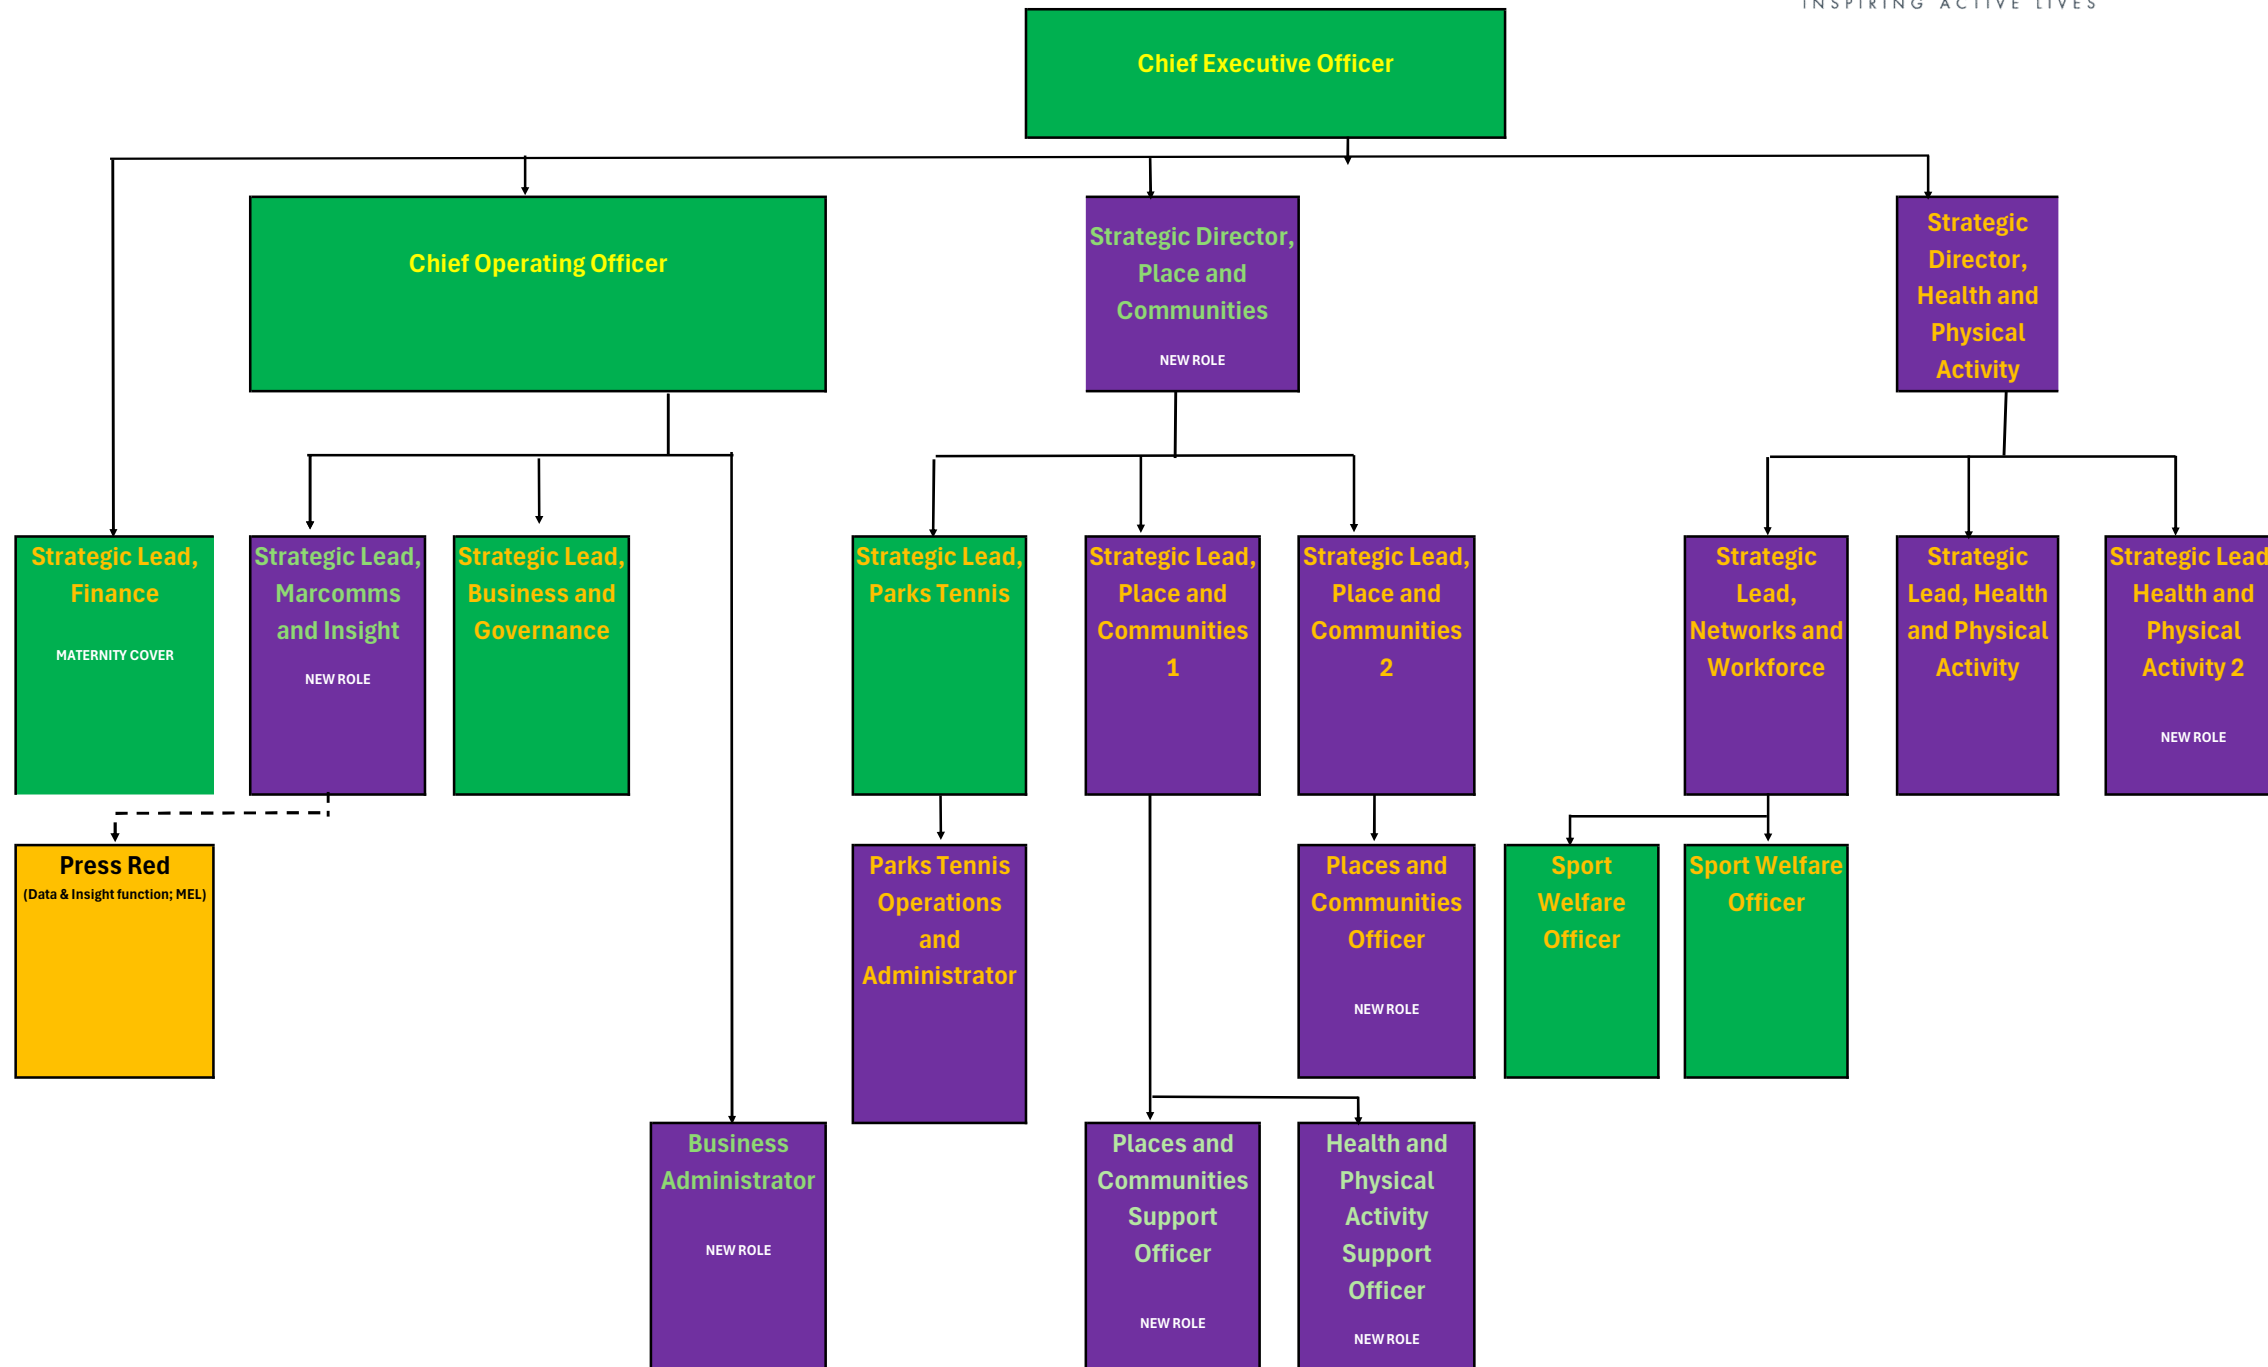 INSPIRING ACTIVE LIVES
Chief Executive Officer
Chief Operating Officer
Strategic Director,
Place and
Communities
NEW ROLE
Strategic
Director,
Health and
Physical
Activity
Strategic Lead,
Finance
MATERNITY COVER
Strategic Lead,
Marcomms
and Insight
NEW ROLE
Strategic Lead,
Business and
Governance
Strategic Lead,
Parks Tennis
Strategic Lead,
Place and
Communities
1
Strategic Lead,
Place and
Communities
2
Strategic
Lead,
Networks and
Workforce
Strategic
Lead, Health
and Physical
Activity
Strategic Lead
Health and
Physical
Activity 2
NEW ROLE
Press Red
(Data & Insight function; MEL)
Parks Tennis
Operations
and
Administrator
Places and
Communities
Officer
NEW ROLE
Sport
Welfare
Officer
Sport Welfare
Officer
Business
Administrator
NEW ROLE
Places and
Communities
Support
Officer
NEW ROLE
Health and
Physical
Activity
Support
Officer
NEW ROLE